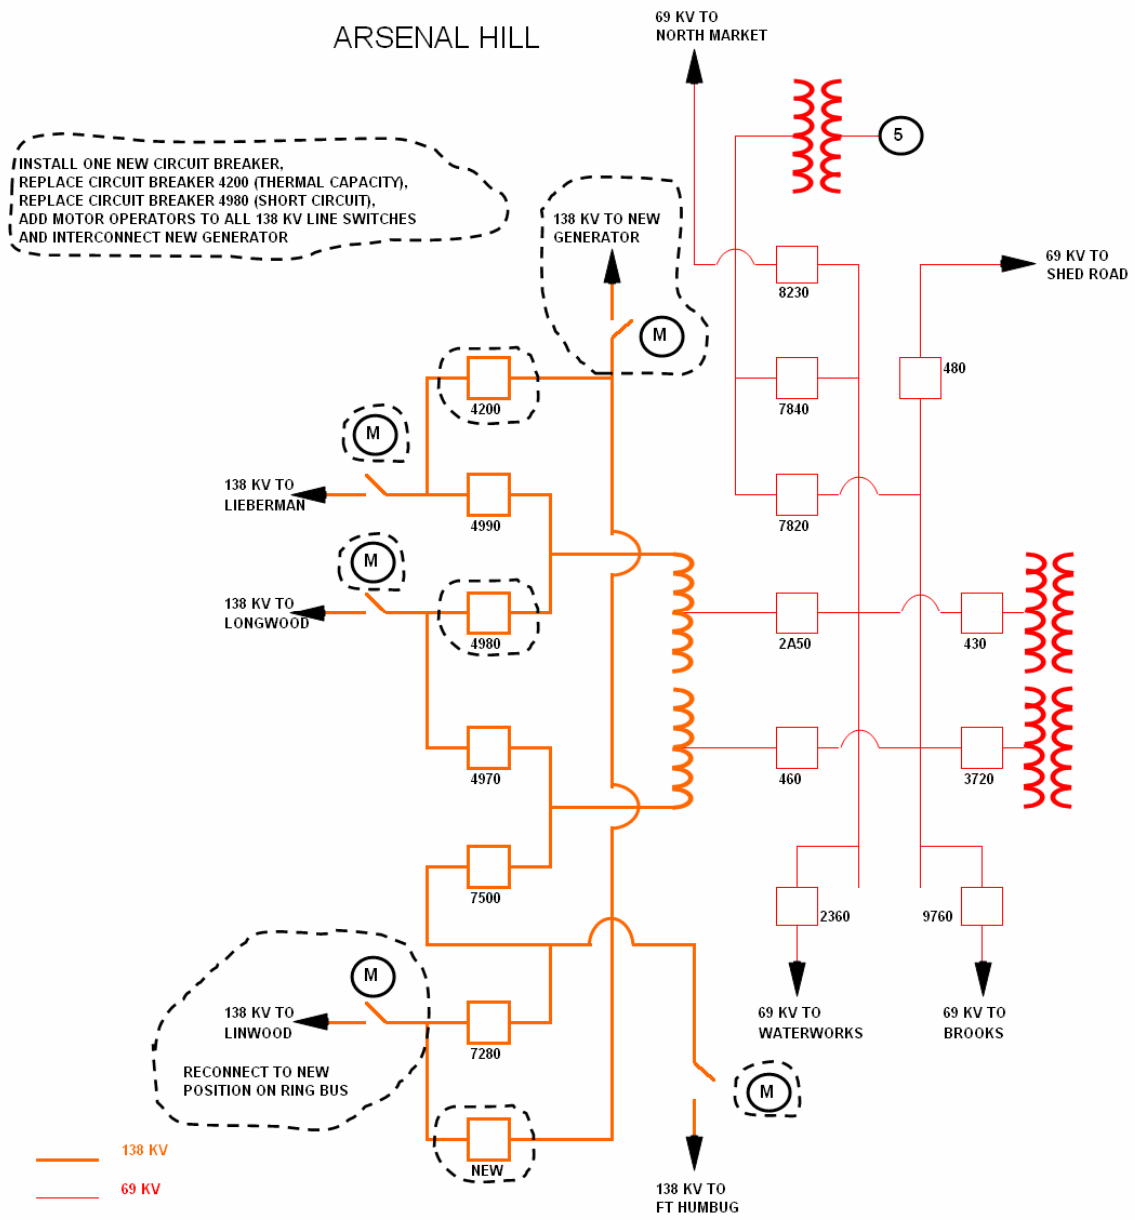 ARSENAL HILL
69 KV TO
NORTH MARKET
5
INSTALL ONE NEW CIRCUIT BREAKER,
REPLACE CIRCUIT BREAKER 4200 (THERMAL CAPACITY),
REPLACE CIRCUIT BREAKER 4980 (SHORT CIRCUIT),
ADD MOTOR OPERATORS TO ALL 138 KV LINE SWITCHES
AND INTERCONNECT NEW GENERATOR
138 KV TO NEW
GENERATOR
M
69 KV TO
SHED ROAD
8230
480
7840
4200
M
138 KV TO
LIEBERMAN
4990
7820
M
138 KV TO
LONGWOOD
4980
2A50
430
4970
460
3720
7500
2360
9760
M
138 KV TO
LINWOOD
7280
69 KV TO
WATERWORKS
69 KV TO
BROOKS
RECONNECT TO NEW
POSITION ON RING BUS
M
NEW
138 KV
69 KV
138 KV TO
FT HUMBUG